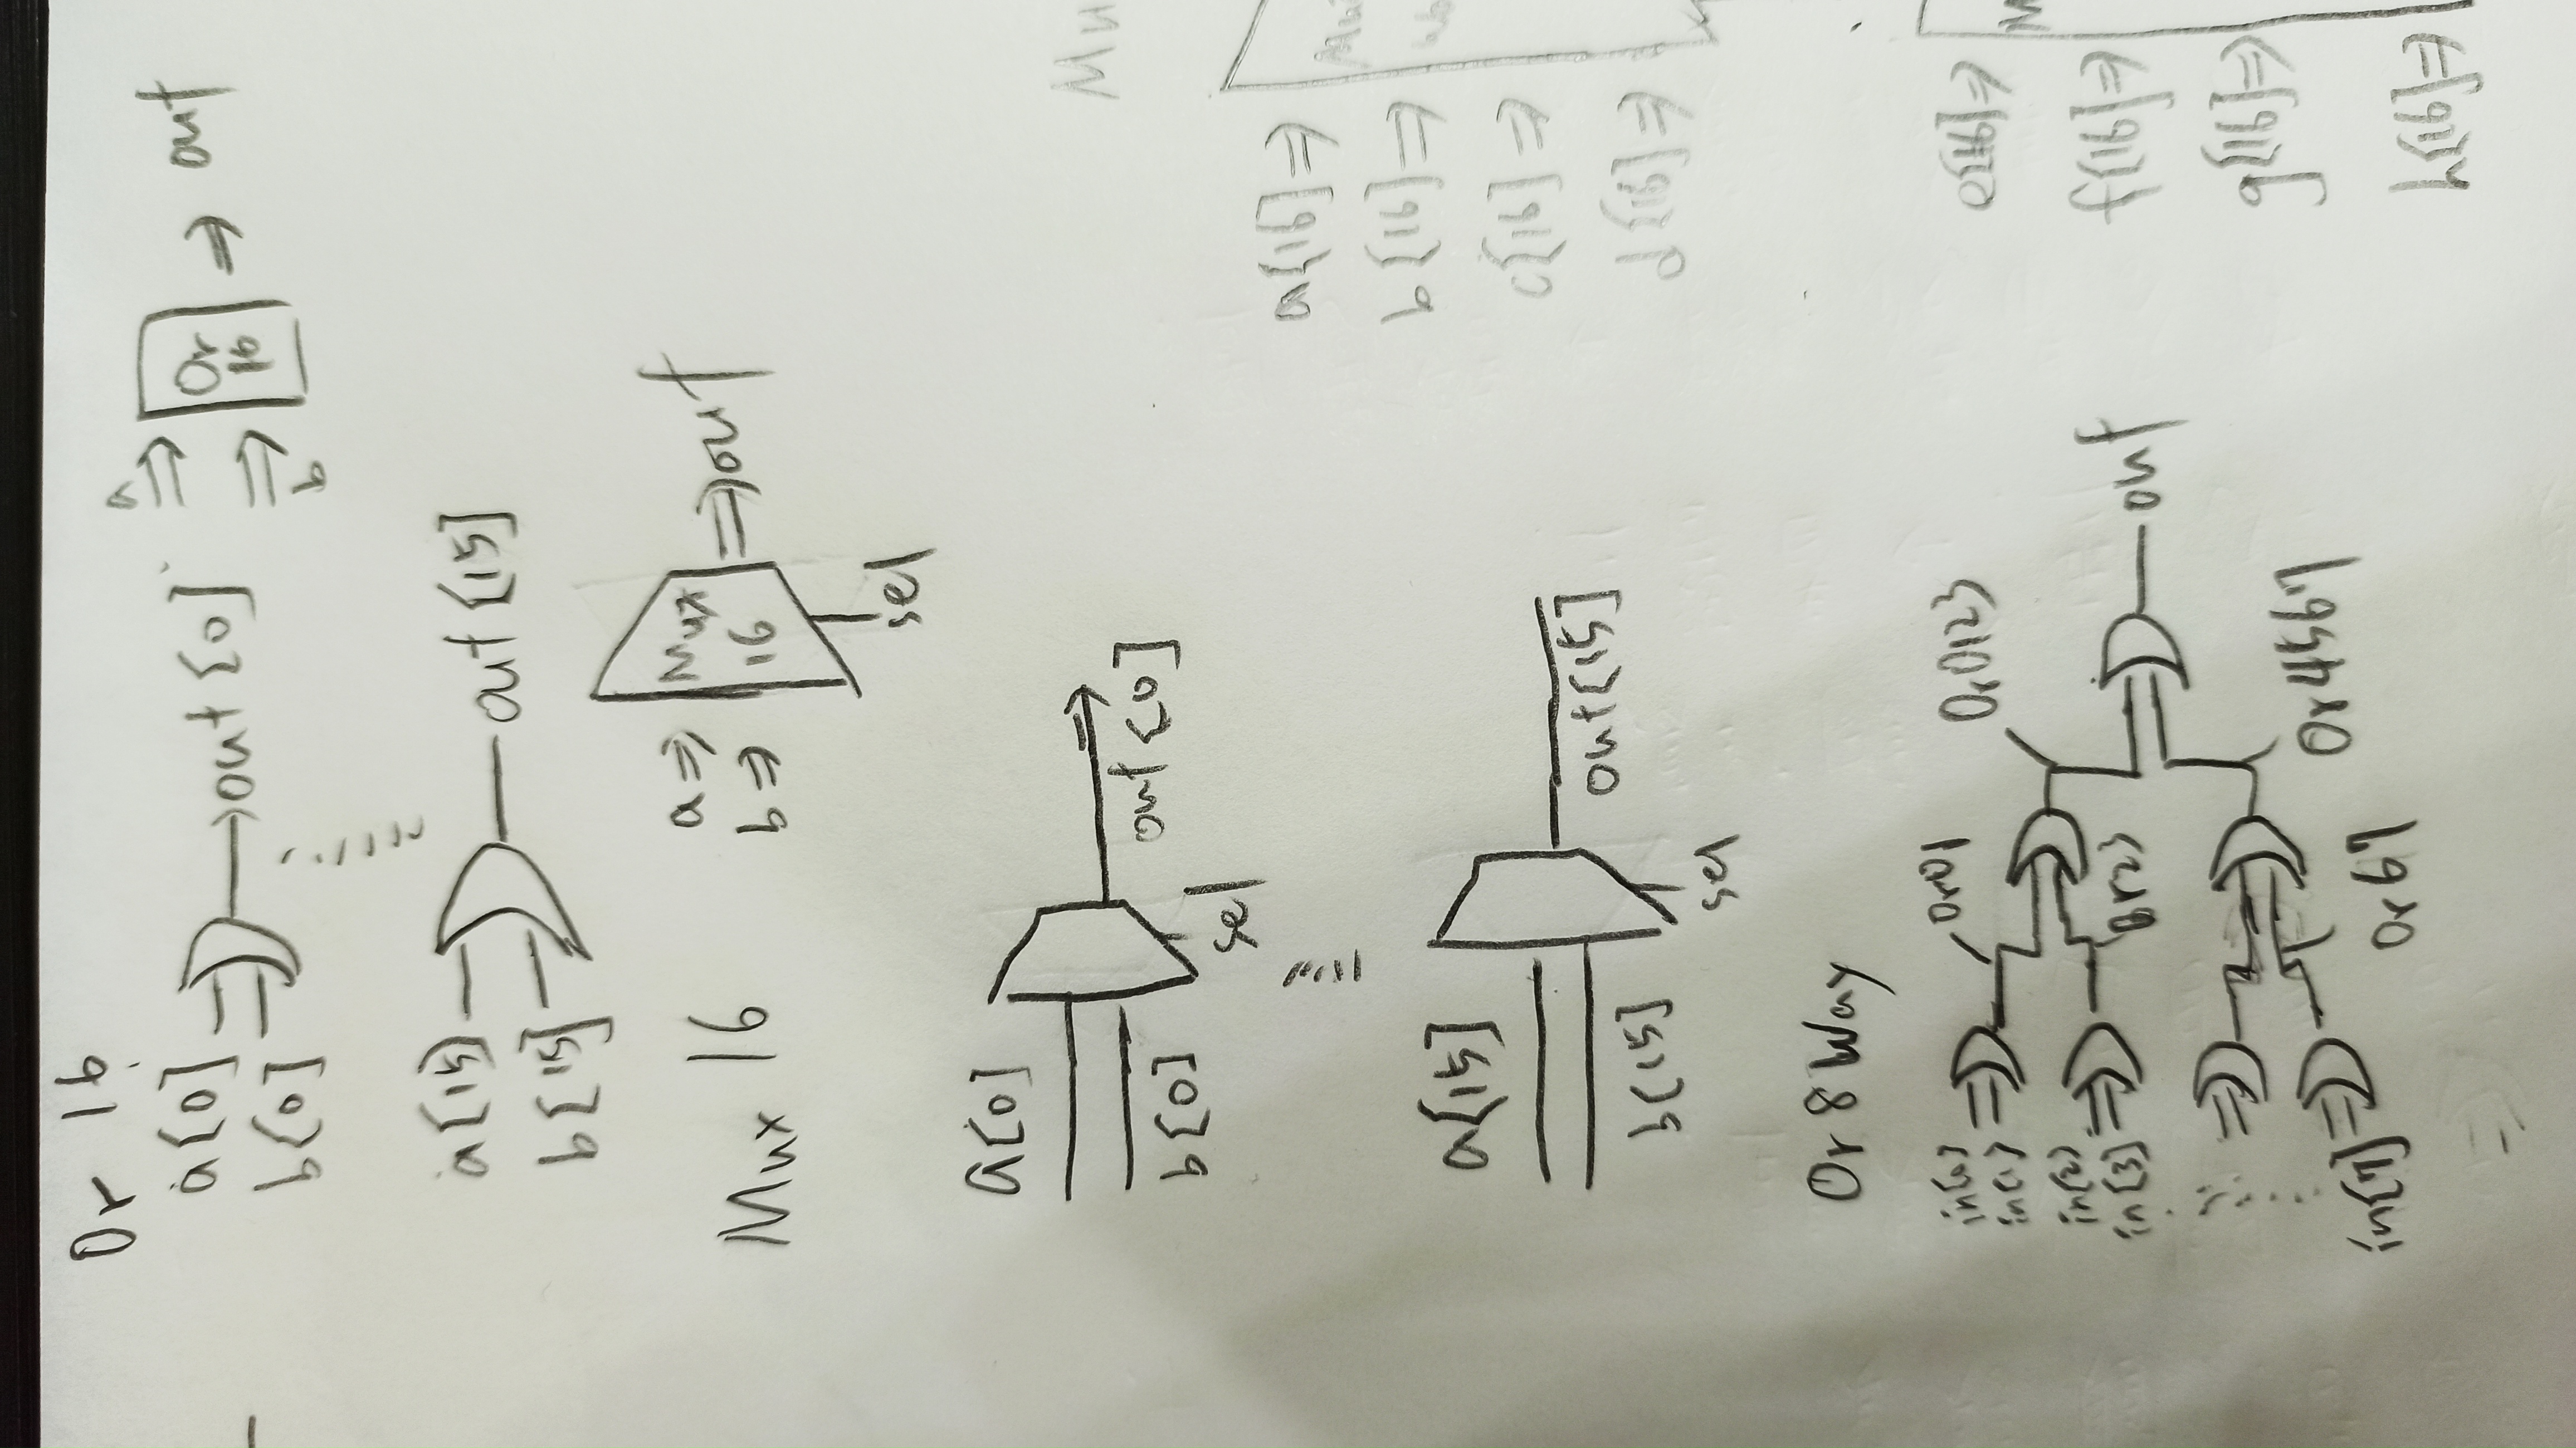 Or 16
a[0]
b[0]
out[0]
a
b
Or
16
out
a[15]
b[15]
out[15]
Mux 16
a
b
Mux
16
out
sel
a[0]
b[0]
out[0]
sel
a[15]
b[15]
out[15]
sel
Or 8 Way
in[0]
in[1]
in[2]
in[3]
in[7]
Or01
Or23
Or67
Or0123
Or4567
out
Mu
a[16]
b[16]
c[16]
d[16]
e[16]
f[16]
g[16]
h[16]
M